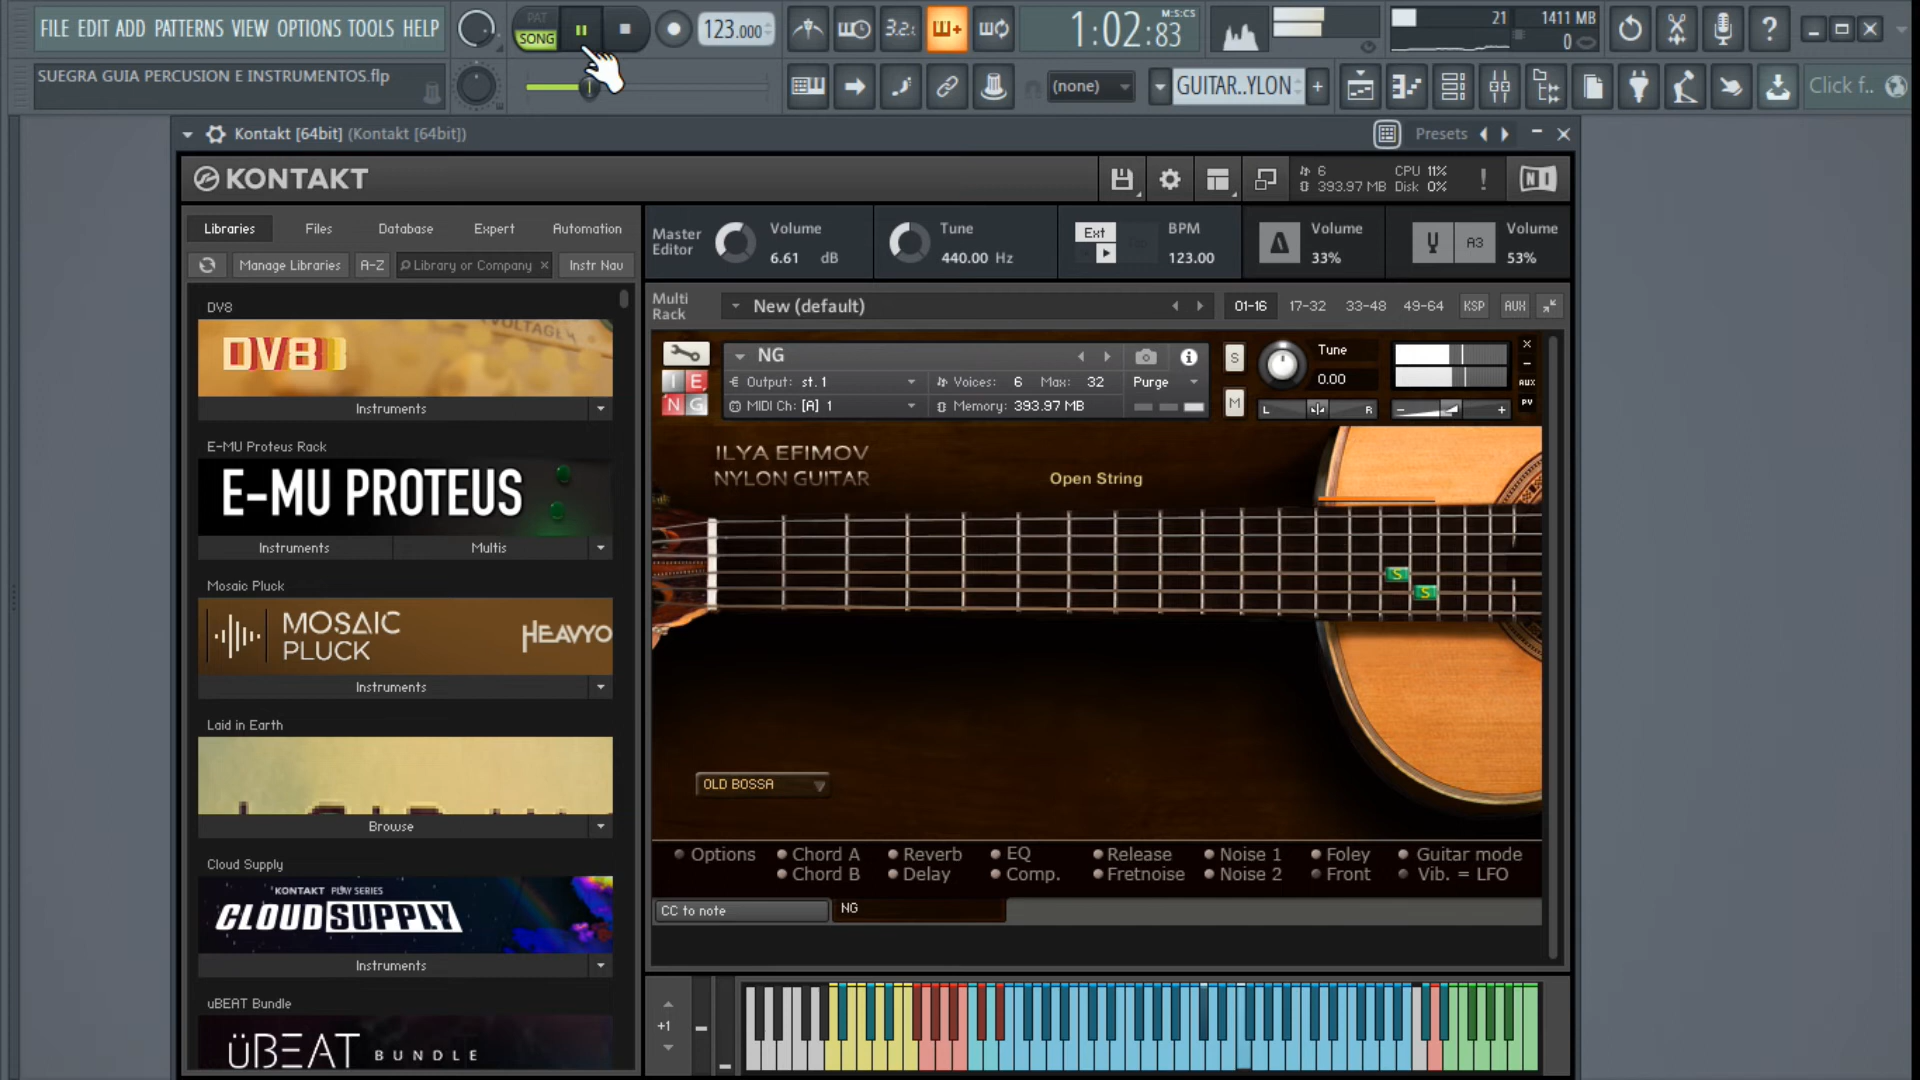 FILE EDIT ADD PATTERNS VIEW OPTIONS TOOLS HELP
PAT
SONG
123.000
3.2.
1:02:83
M:S:CS
21
1411 MB
0
SUEGRA GUIA PERCUSION E INSTRUMENTOS.flp
(none)
GUITAR..YLON
Click f..
Kontakt [64bit] (Kontakt [64bit])
Presets
KONTAKT
6
393.97 MB
CPU 11%
Disk 0%
NI
Libraries
Files
Database
Expert
Automation
Manage Libraries
A-Z
Library or Company
Instr Nav
Master
Editor
Volume
6.61 dB
Tune
440.00 Hz
Ext
BPM
123.00
Volume
33%
A3
Volume
53%
Multi
Rack
New (default)
01-16
17-32
33-48
49-64
KSP
AUX
DV8
DV8
Instruments
E-MU Proteus Rack
E-MU PROTEUS
Instruments
Multis
Mosaic Pluck
MOSAIC
PLUCK
HEAVYO
Instruments
Laid in Earth
Browse
Cloud Supply
KONTAKT PLAY SERIES
CLOUDSUPPLY
Instruments
uBEAT Bundle
üBEAT BUNDLE
I E
N G
NG
Output: st.1
Voices: 6 Max: 32
Purge
MIDI Ch: [A] 1
Memory: 393.97 MB
S
M
Tune
0.00
L
R
AUX
PV
ILYA EFIMOV
NYLON GUITAR
Open String
S
S
OLD BOSSA
Options
Chord A
Reverb
EQ
Release
Noise 1
Foley
Guitar mode
Chord B
Delay
Comp.
Fretnoise
Noise 2
Front
Vib. = LFO
CC to note
NG
+1